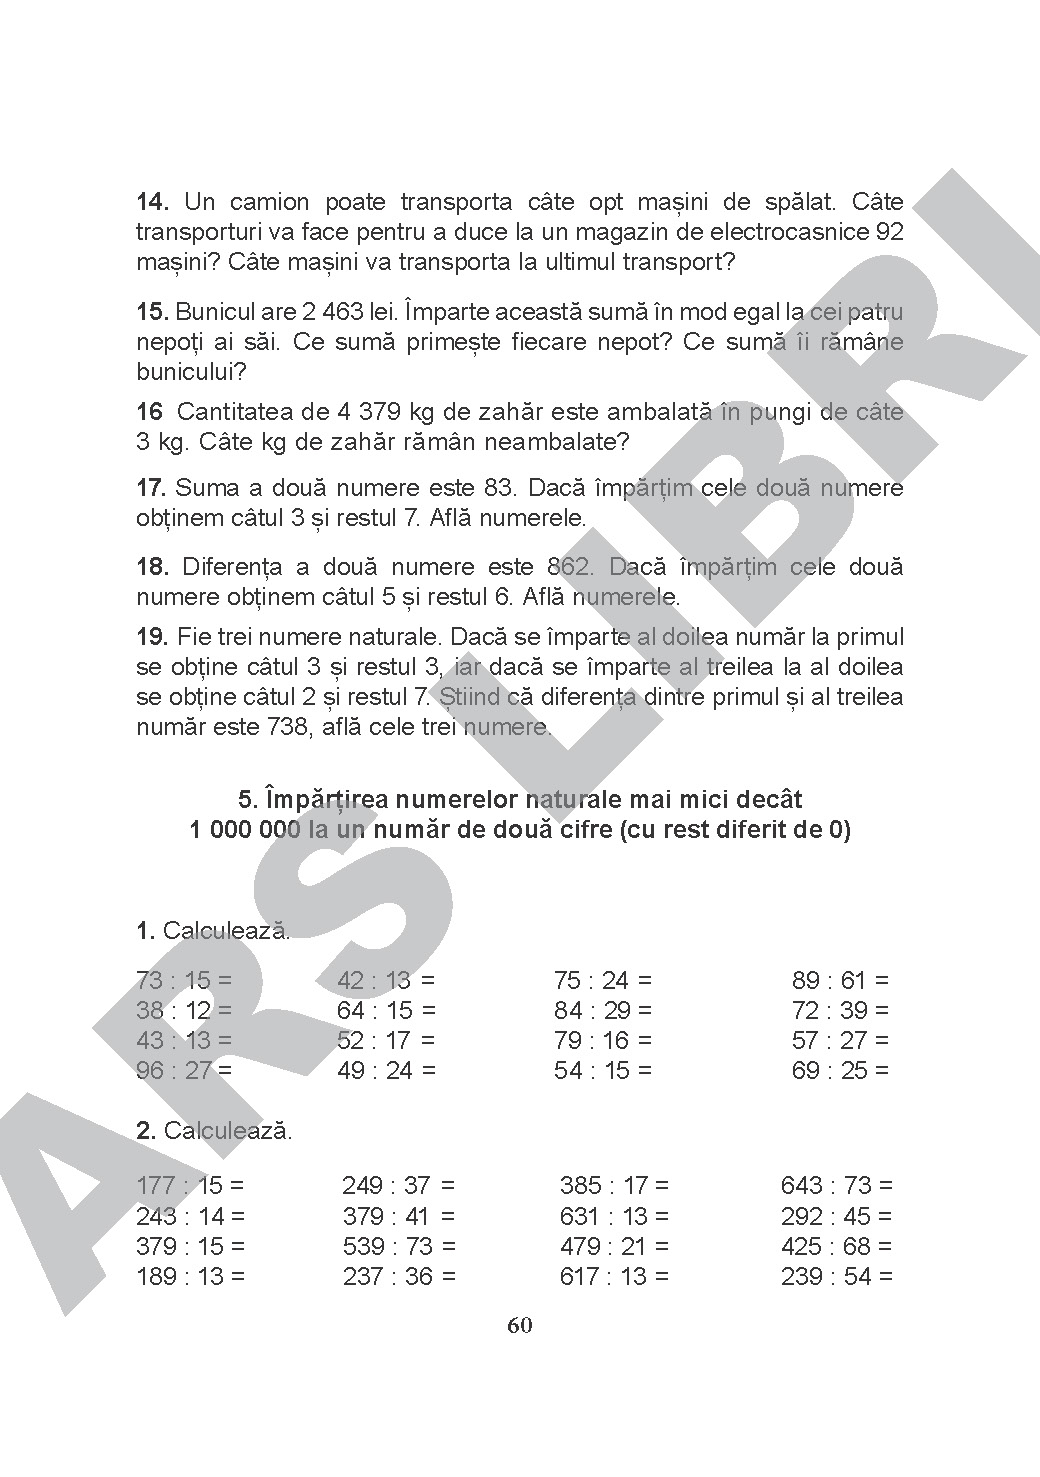 14. Un camion poate transporta câte opt mașini de spălat. Câte
transporturi va face pentru a duce la un magazin de electrocasnice 92
mașini? Câte mașini va transporta la ultimul transport?
15. Bunicul are 2 463 lei. Împarte această sumă în mod egal la cei patru
nepoți ai săi. Ce sumă primește fiecare nepot? Ce sumă îi rămâne
bunicului?
16 Cantitatea de 4 379 kg de zahăr este ambalată în pungi de câte
3 kg. Câte kg de zahăr rămân neambalate?
17. Suma a două numere este 83. Dacă împărțim cele două numere
obținem câtul 3 și restul 7. Află numerele.
18. Diferența a două numere este 862. Dacă împărțim cele două
numere obținem câtul 5 și restul 6. Află numerele.
19. Fie trei numere naturale. Dacă se împarte al doilea număr la primul
se obține câtul 3 și restul 3, iar dacă se împarte al treilea la al doilea
se obține câtul 2 și restul 7. Știind că diferența dintre primul și al treilea
număr este 738, află cele trei numere.
5. Împărțirea numerelor naturale mai mici decât
1 000 000 la un număr de două cifre (cu rest diferit de 0)
1. Calculează.
73 : 15 = 42 : 13 = 75 : 24 = 89 : 61 =
38 : 12 = 64 : 15 = 84 : 29 = 72 : 39 =
43 : 13 = 52 : 17 = 79 : 16 = 57 : 27 =
96 : 27 = 49 : 24 = 54 : 15 = 69 : 25 =
2. Calculează.
177 : 15 = 249 : 37 = 385 : 17 = 643 : 73 =
243 : 14 = 379 : 41 = 631 : 13 = 292 : 45 =
379 : 15 = 539 : 73 = 479 : 21 = 425 : 68 =
189 : 13 = 237 : 36 = 617 : 13 = 239 : 54 =
60
ARS LIBRI